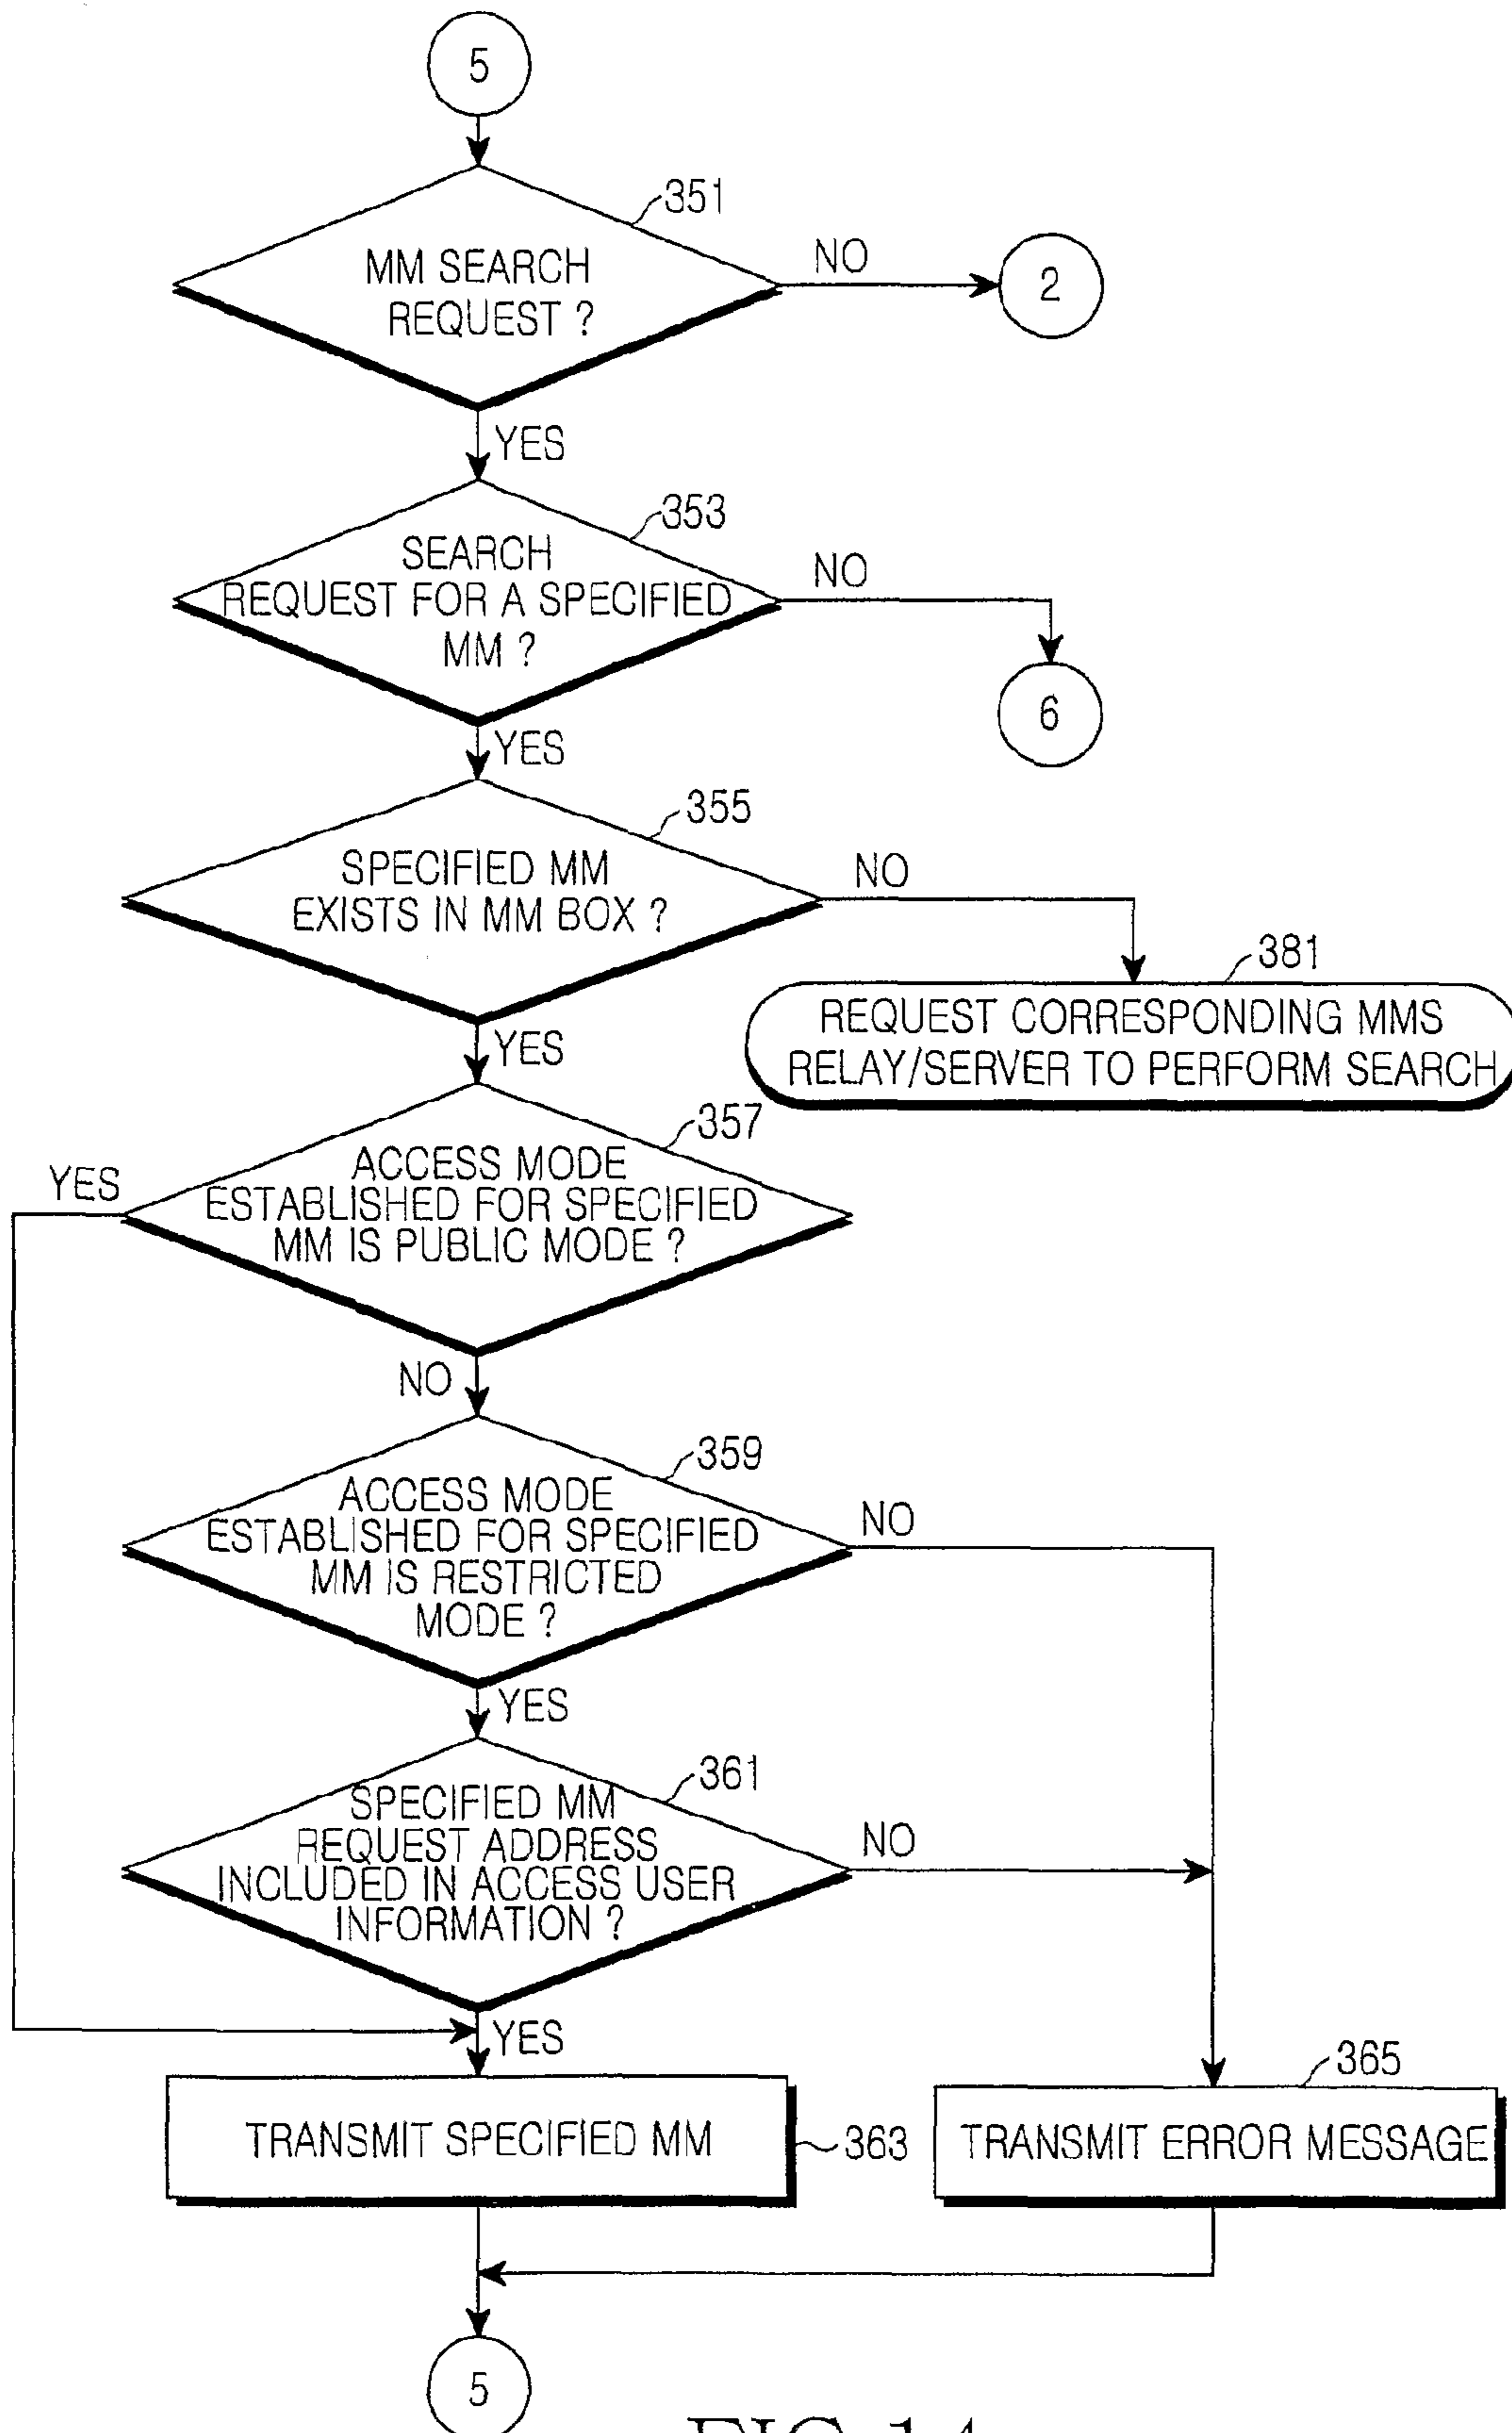 5
351
MM SEARCH
REQUEST ?
NO
2
YES
353
SEARCH
REQUEST FOR A SPECIFIED
MM ?
NO
6
YES
355
SPECIFIED MM
EXISTS IN MM BOX ?
NO
381
REQUEST CORRESPONDING MMS
RELAY/SERVER TO PERFORM SEARCH
YES
357
YES
ACCESS MODE
ESTABLISHED FOR SPECIFIED
MM IS PUBLIC MODE ?
NO
359
ACCESS MODE
ESTABLISHED FOR SPECIFIED
MM IS RESTRICTED
MODE ?
NO
YES
361
SPECIFIED MM
REQUEST ADDRESS
INCLUDED IN ACCESS USER
INFORMATION ?
NO
YES
365
TRANSMIT SPECIFIED MM
363
TRANSMIT ERROR MESSAGE
5
FIG.14